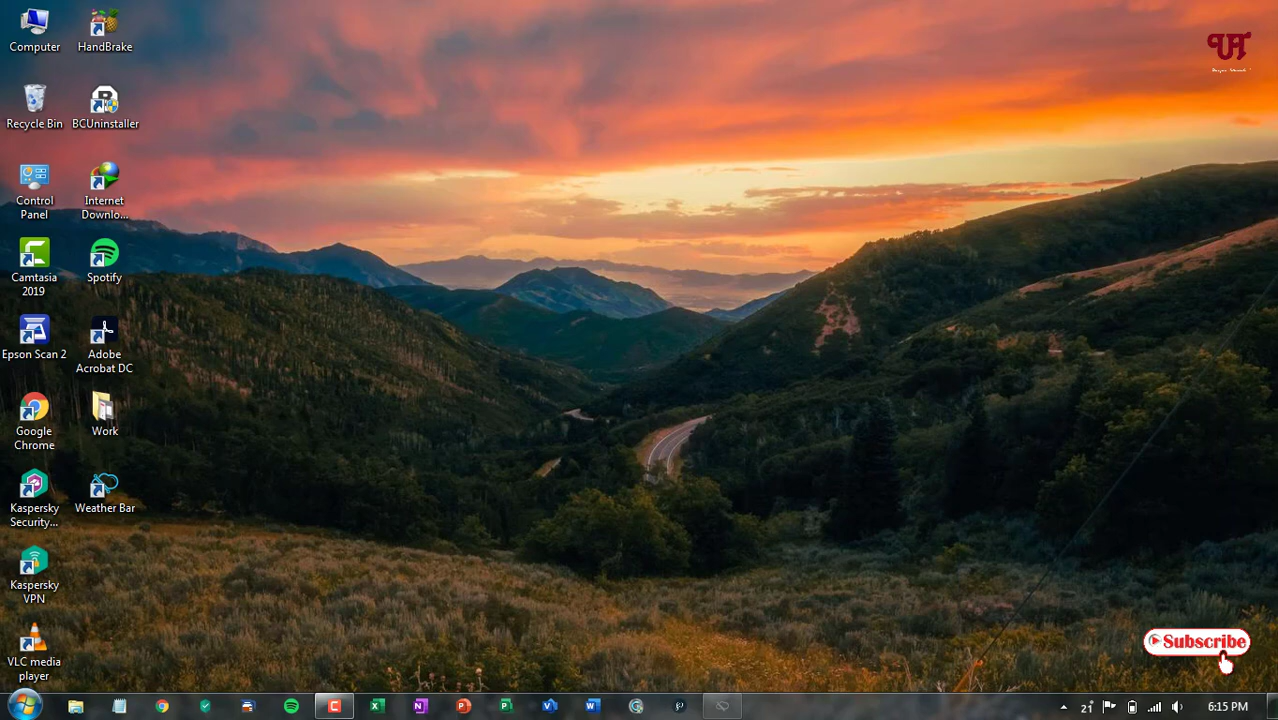 Computer
HandBrake
Recycle Bin
BCUninstaller
Control
Panel
Internet
Downlo...
Camtasia
2019
Spotify
Epson Scan 2
Adobe
Acrobat DC
Google
Chrome
Work
Kaspersky
Security...
Weather Bar
Kaspersky
VPN
VLC media
player
Subscribe
6:15 PM